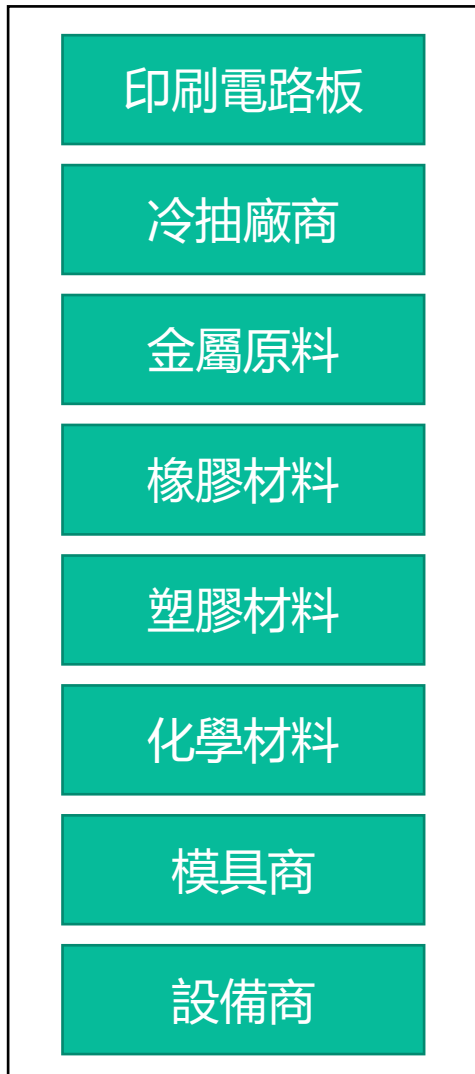 印刷電路板
冷抽廠商
金屬原料
橡膠材料
塑膠材料
化學材料
模具商
設備商